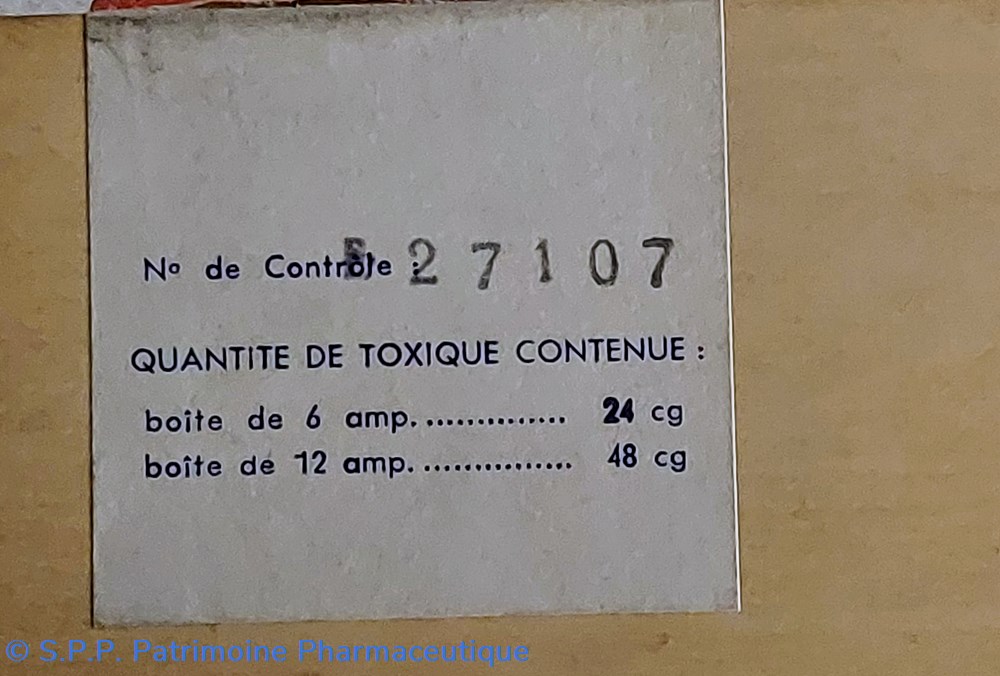 No de Contrôle : 27107
QUANTITE DE TOXIQUE CONTENUE :
boîte de 6 amp............... 24 cg
boîte de 12 amp................ 48 cg
© S.P.P. Patrimoine Pharmaceutique